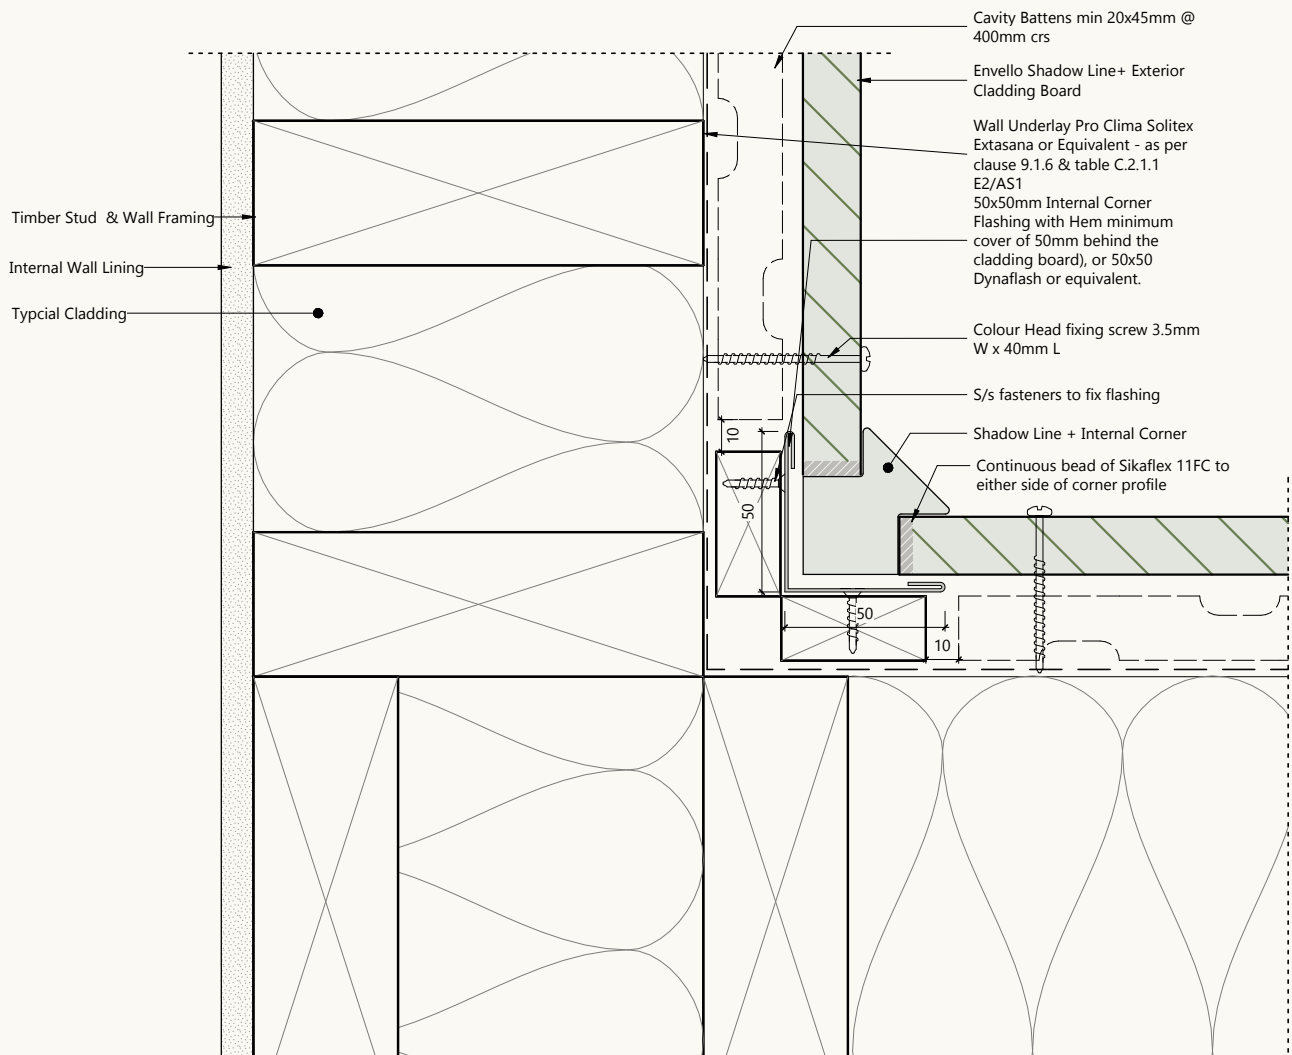 Cavity Battens min 20x45mm @
400mm crs
Envello Shadow Line+ Exterior
Cladding Board
Wall Underlay Pro Clima Solitex
Extasana or Equivalent - as per
clause 9.1.6 & table C.2.1.1
E2/AS1
50x50mm Internal Corner
Flashing with Hem minimum
cover of 50mm behind the
cladding board), or 50x50
Dynaflash or equivalent.
Colour Head fixing screw 3.5mm
W x 40mm L
S/s fasteners to fix flashing
Shadow Line + Internal Corner
Continuous bead of Sikaflex 11FC to
either side of corner profile
Timber Stud  & Wall Framing
Internal Wall Lining
Typcial Cladding
10
50
50
10